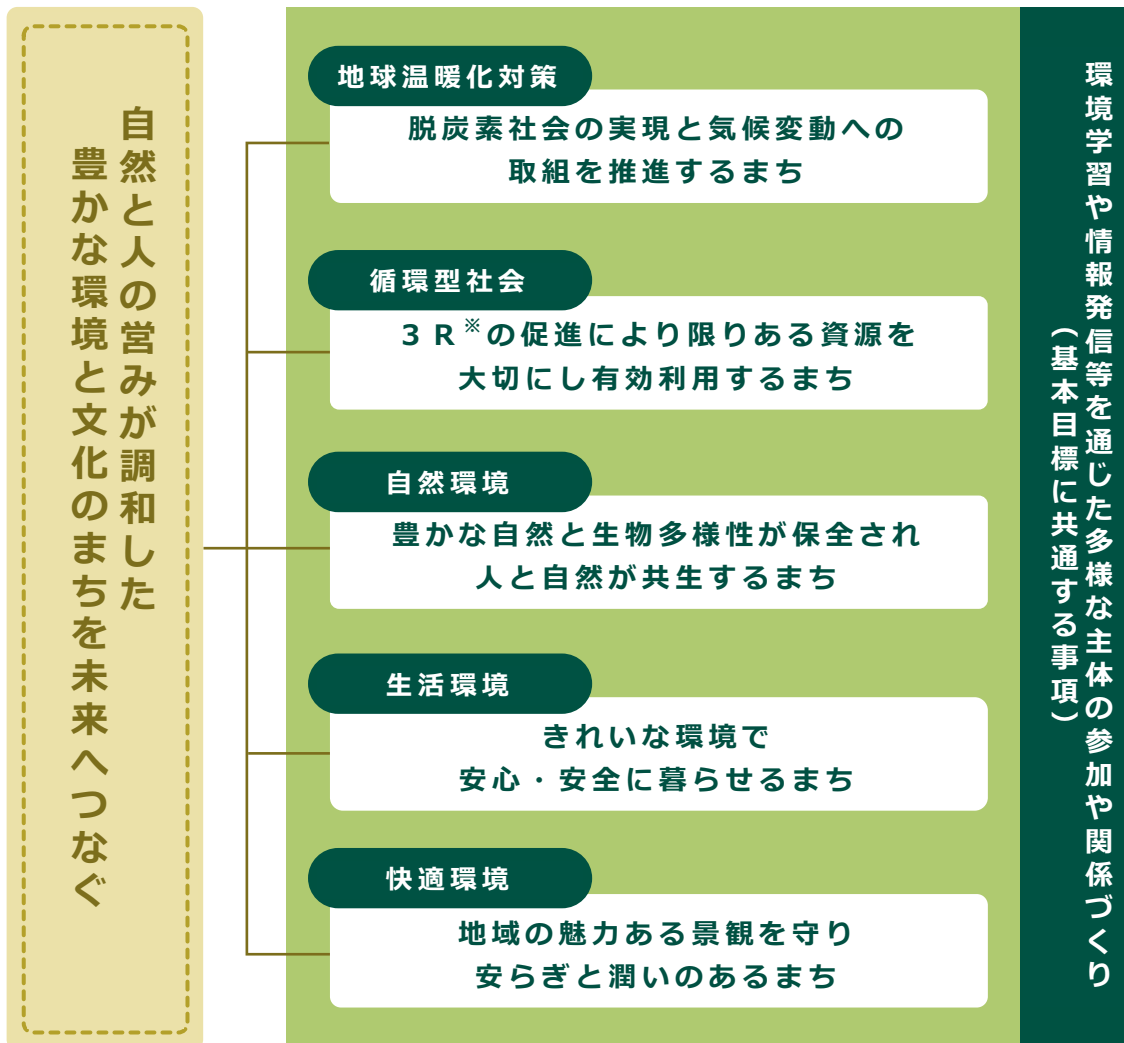 自然と人の営みが調和した
豊かな環境と文化のまちを未来へつなぐ
地球温暖化対策
脱炭素社会の実現と気候変動への
取組を推進するまち
循環型社会
3R※の促進により限りある資源を
大切にし有効利用するまち
自然環境
豊かな自然と生物多様性が保全され
人と自然が共生するまち
生活環境
きれいな環境で
安心・安全に暮らせるまち
快適環境
地域の魅力ある景観を守り
安らぎと潤いのあるまち
環境学習や情報発信等を通じた多様な主体の参加や関係づくり
(基本目標に共通する事項)